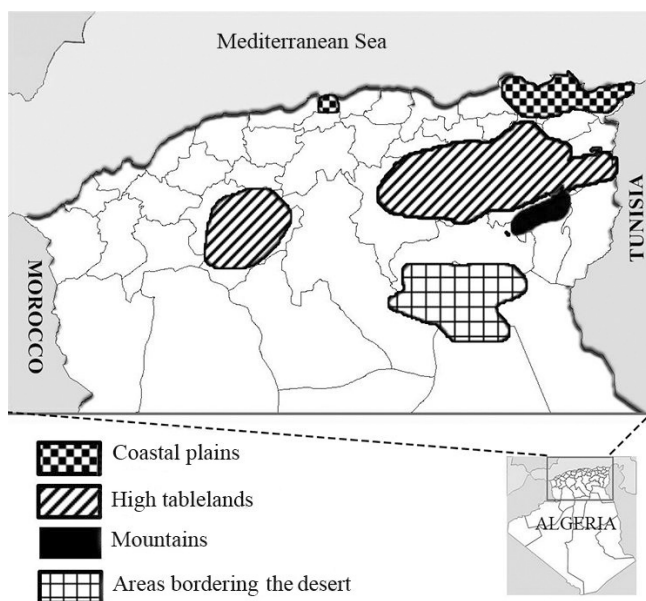 Mediterranean Sea
TUNISIA
MOROCCO
Coastal plains
High tablelands
Mountains
Areas bordering the desert
ALGERIA